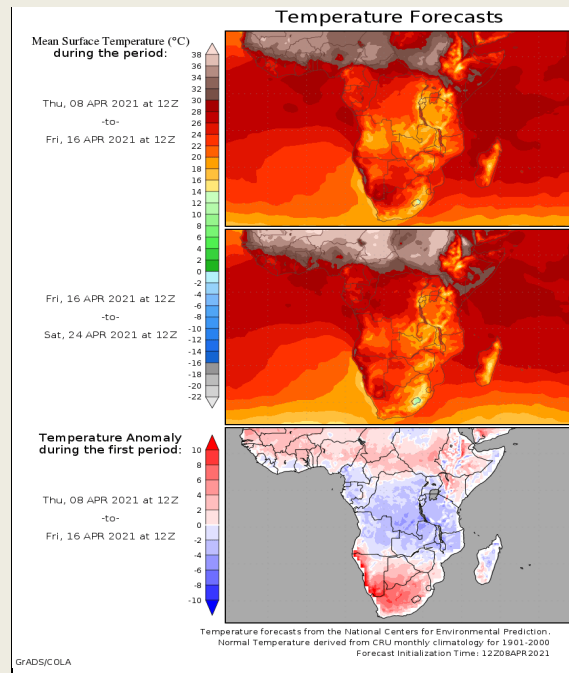 Temperature Forecasts
Mean Surface Temperature (°C)
during the period:
Thu, 08 APR 2021 at 12Z
-to-
Fri, 16 APR 2021 at 12Z
38
36
34
32
30
28
26
24
22
20
18
16
14
12
10
8
6
4
2
0
-2
-4
-6
-8
-10
-12
-14
-16
-18
-20
-22
Fri, 16 APR 2021 at 12Z
-to-
Sat, 24 APR 2021 at 12Z
Temperature Anomaly
during the first period:
Thu, 08 APR 2021 at 12Z
-to-
Fri, 16 APR 2021 at 12Z
10
8
6
4
2
0
-2
-4
-6
-8
-10
Temperature forecasts from the National Centers for Environmental Prediction.
Normal Temperature derived from CRU monthly climatology for 1901-2000
Forecast Initialization Time: 12Z08APR2021
GrADS/COLA